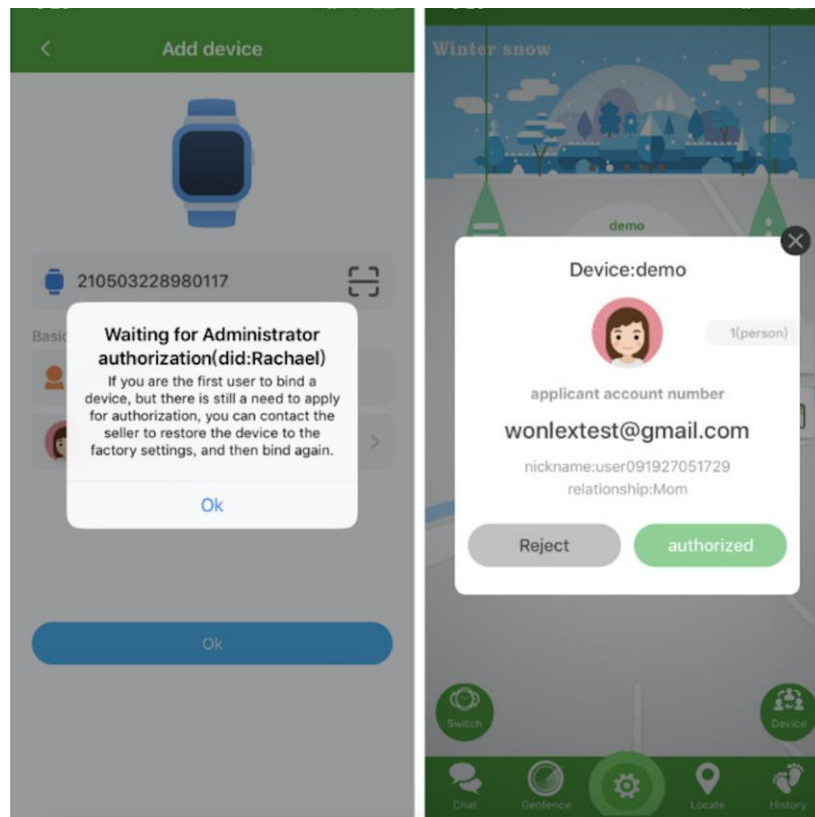 Add device
210503228980117
Basic
Waiting for Administrator
authorization(did:Rachael)
If you are the first user to bind a
device, but there is still a need to apply
for authorization, you can contact the
seller to restore the device to the
factory settings, and then bind again.
Ok
Ok
Winter snow
demo
Device:demo
1(person)
applicant account number
wonlextest@gmail.com
nickname:user091927051729
relationship:Mom
Reject
authorized
Switch
Device
Chat
Geofence
Locate
History